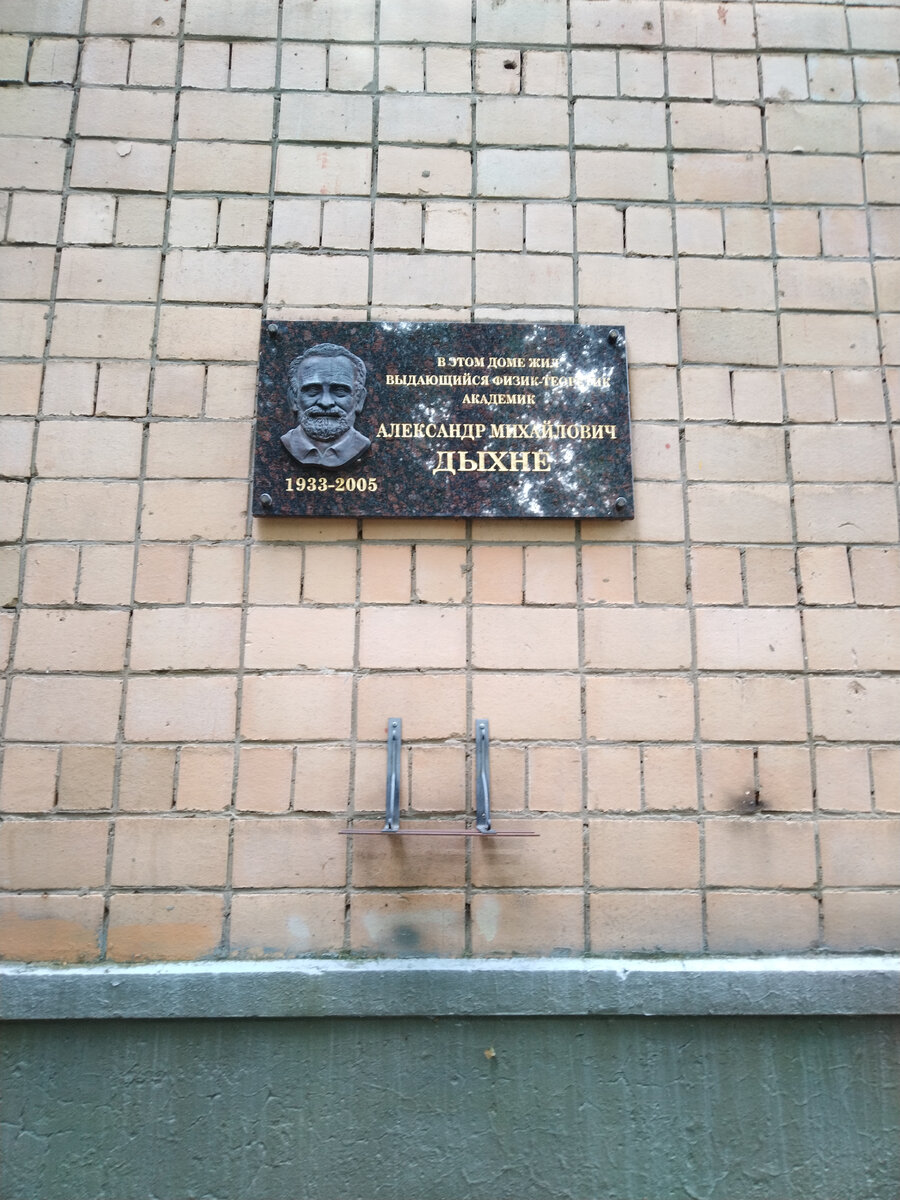 В ЭТОМ ДОМЕ ЖИЛ
ВЫДАЮЩИЙСЯ ФИЗИК-ТЕОРЕТИК
АКАДЕМИК
АЛЕКСАНДР МИХАЙЛОВИЧ
ДЫХНЕ
1933-2005